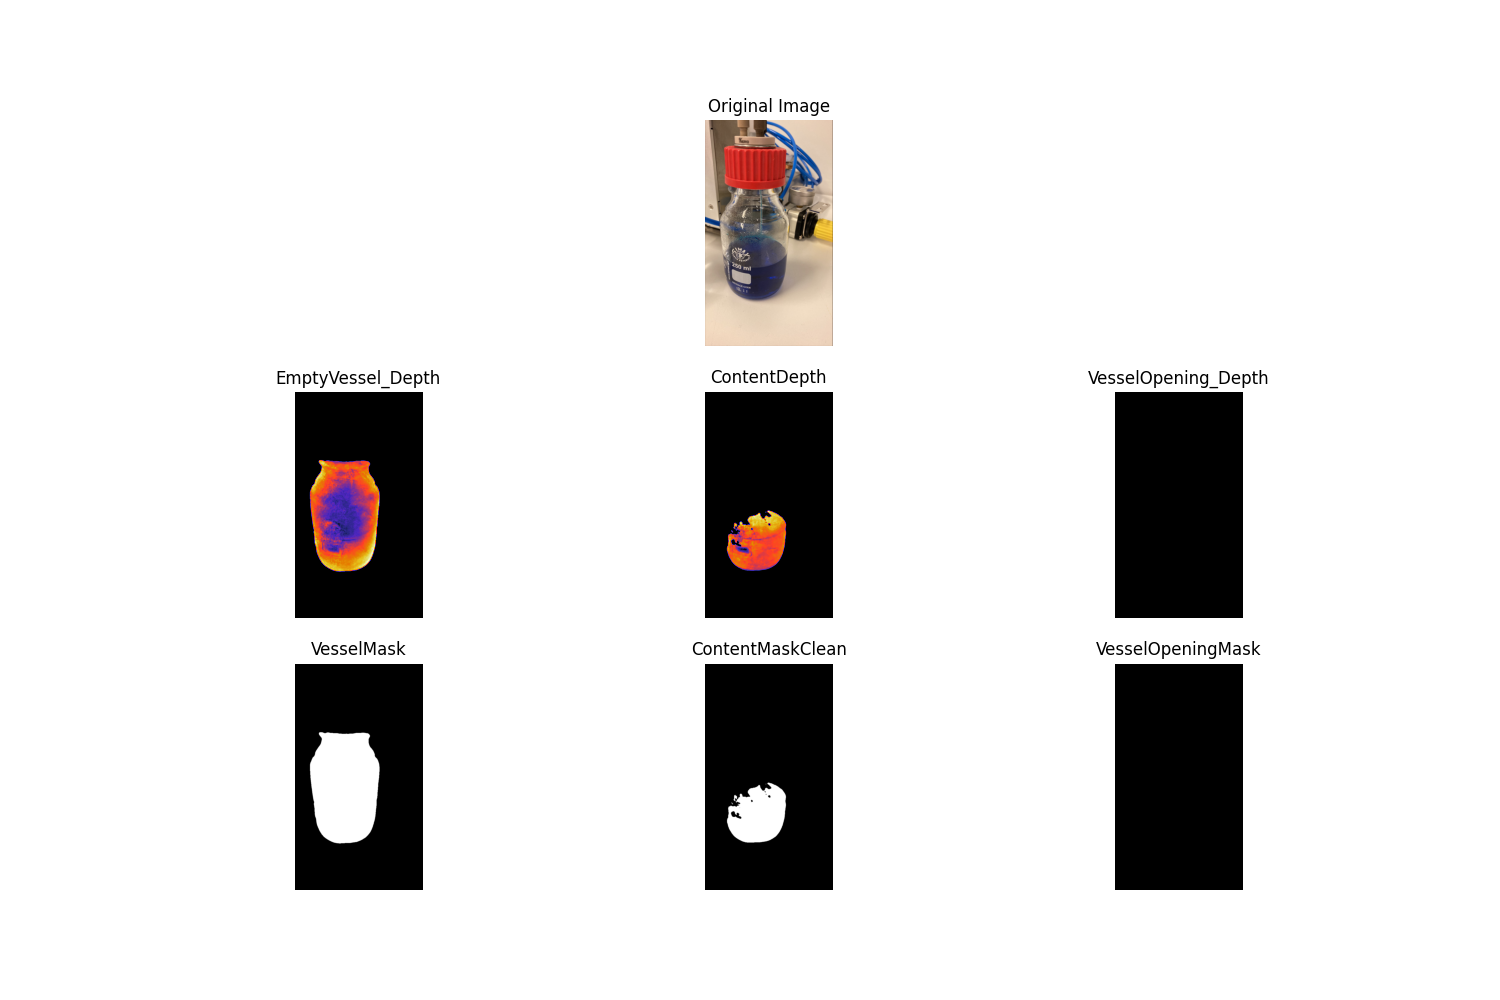 Original Image
EmptyVessel_Depth
ContentDepth
VesselOpening_Depth
VesselMask
ContentMaskClean
VesselOpeningMask